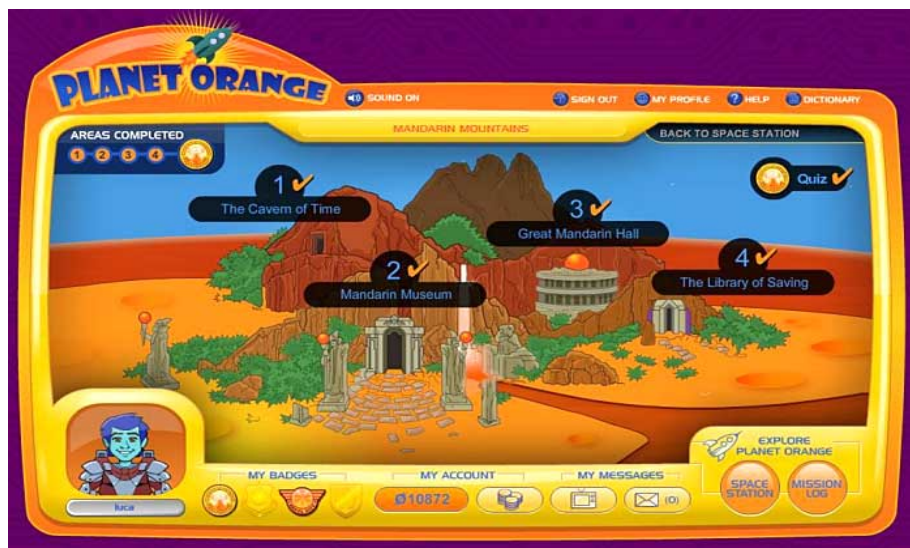 PLANET ORANGE
SOUND ON
SIGN OUT
MY PROFILE
? HELP
DICTIONARY
AREAS COMPLETED
MANDARIN MOUNTAINS
BACK TO SPACE STATION
1 2 3 4
Quiz
1
The Cavern of Time
3
Great Mandarin Hall
2
Mandarin Museum
4
The Library of Saving
EXPLORE
PLANET ORANGE
SPACE
STATION
MISSION
LOG
MY BADGES
MY ACCOUNT
MY MESSAGES
Ø10872
(0)
luca